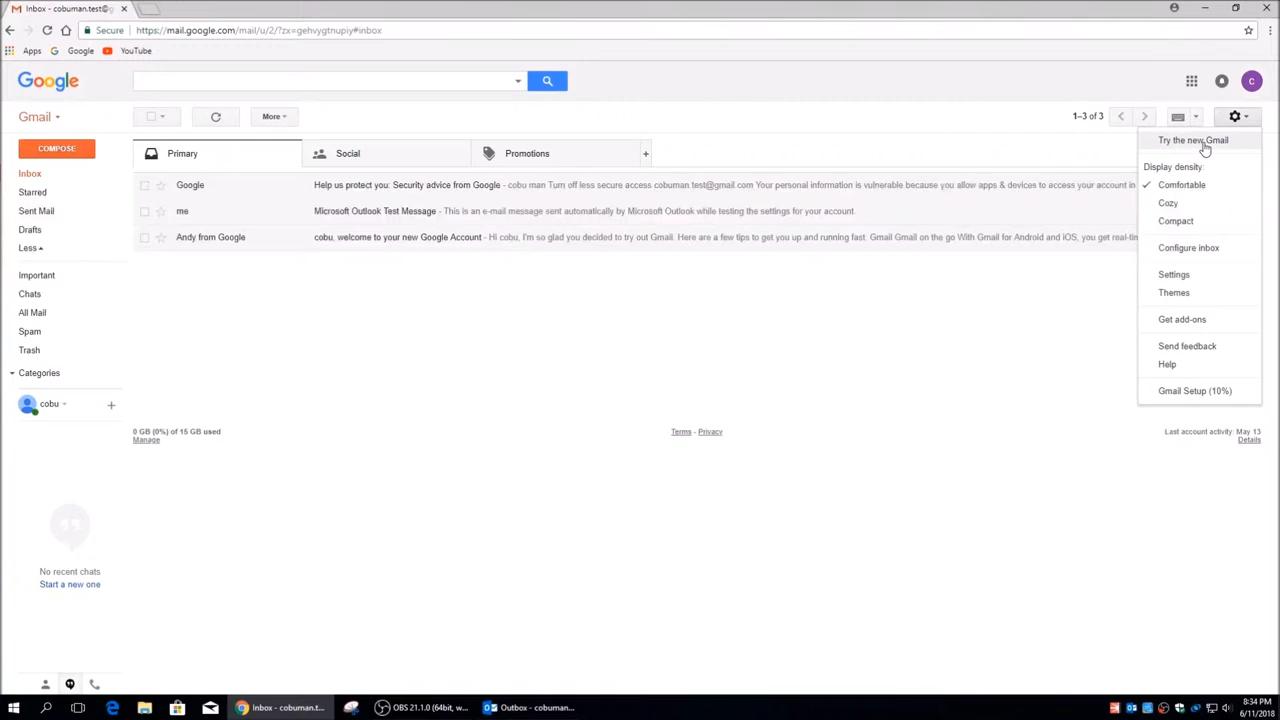 Inbox - cobuman.test@g
Secure
https://mail.google.com/mail/u/2/?zx=gehvygtnupiy#inbox
Apps
Google
YouTube
Google
C
Gmail
More
1–3 of 3
Try the new Gmail
COMPOSE
Primary
Social
Promotions
+
Display density:
Inbox
Google
Help us protect you: Security advice from Google - cobu man Turn off less secure access cobuman.test@gmail.com Your personal information is vulnerable because you allow apps & devices to access your account in
Comfortable
Starred
Cozy
Sent Mail
me
Microsoft Outlook Test Message - This is an e-mail message sent automatically by Microsoft Outlook while testing the settings for your account.
Compact
Drafts
Andy from Google
cobu, welcome to your new Google Account - Hi cobu, I'm so glad you decided to try out Gmail. Here are a few tips to get you up and running fast. Gmail Gmail on the go With Gmail for Android and iOS, you get real-tim
Less
Configure inbox
Important
Settings
Chats
Themes
All Mail
Get add-ons
Spam
Send feedback
Trash
Help
Categories
Gmail Setup (10%)
cobu
+
0 GB (0%) of 15 GB used
Manage
Terms - Privacy
Last account activity: May 13
Details
No recent chats
Start a new one
Inbox - cobuman.t...
OBS 21.1.0 (64bit, w...
Outbox - cobuman...
8:34 PM
6/11/2018